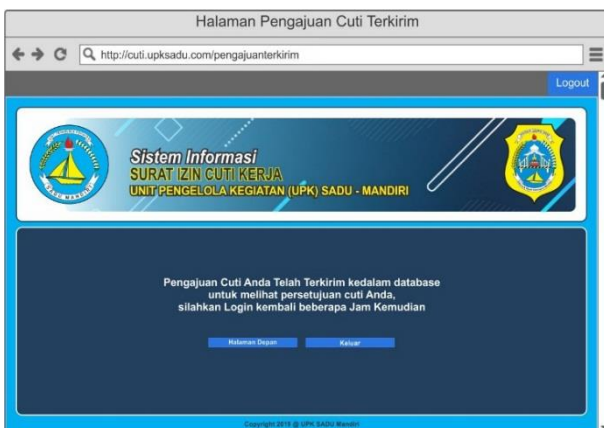 Halaman Pengajuan Cuti Terkirim
http://cuti.upksadu.com/pengajuanterkirim
Logout
Sistem Informasi
SURAT IZIN CUTI KERJA
UNIT PENGELOLA KEGIATAN (UPK) SADU - MANDIRI
SADU MANDIRI
Pengajuan Cuti Anda Telah Terkirim kedalam database
untuk melihat persetujuan cuti Anda,
silahkan Login kembali beberapa Jam Kemudian
Halaman Depan
Keluar
Copyright 2018 @ UPK SADU Mandiri